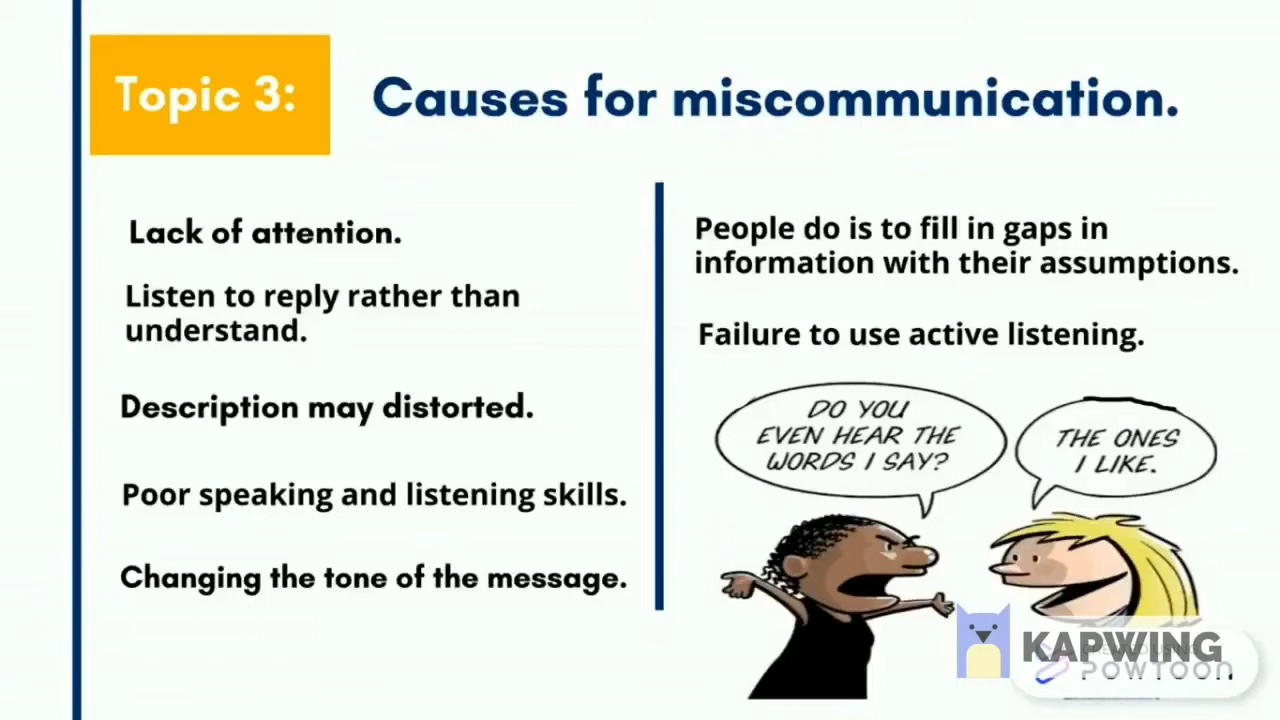 Topic 3:
Causes for miscommunication.
Lack of attention.
Listen to reply rather than
understand.
Description may distorted.
Poor speaking and listening skills.
Changing the tone of the message.
People do is to fill in gaps in
information with their assumptions.
Failure to use active listening.
DO YOU
EVEN HEAR THE
WORDS I SAY?
THE ONES
I LIKE.
KAPWING
POWTOON